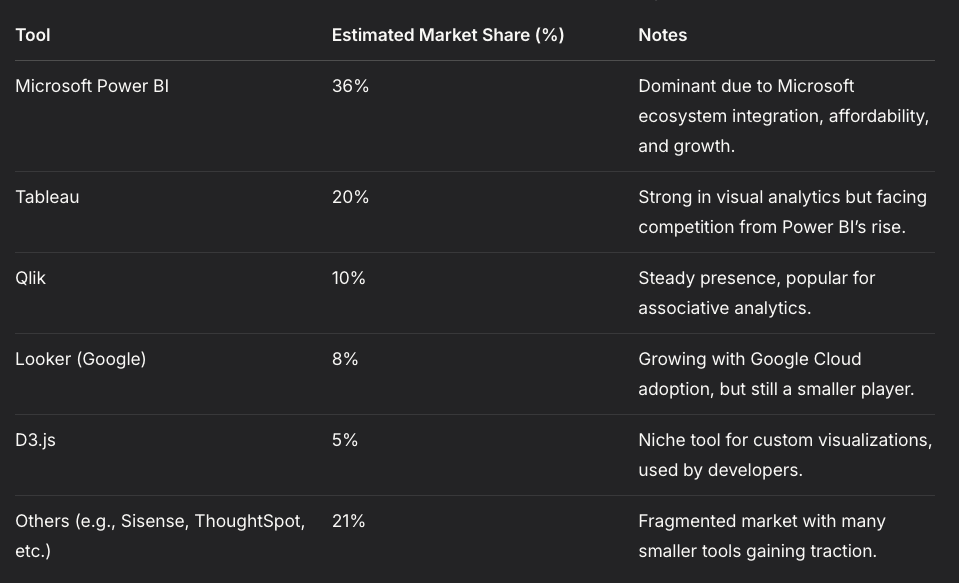 Tool Estimated Market Share (%) Notes
Microsoft Power BI 36% Dominant due to Microsoft
ecosystem integration, affordability,
and growth.
Tableau 20% Strong in visual analytics but facing
competition from Power BI’s rise.
Qlik 10% Steady presence, popular for
associative analytics.
Looker (Google) 8% Growing with Google Cloud
adoption, but still a smaller player.
D3.js 5% Niche tool for custom visualizations,
used by developers.
Others (e.g., Sisense, ThoughtSpot, 21% Fragmented market with many
etc.) smaller tools gaining traction.